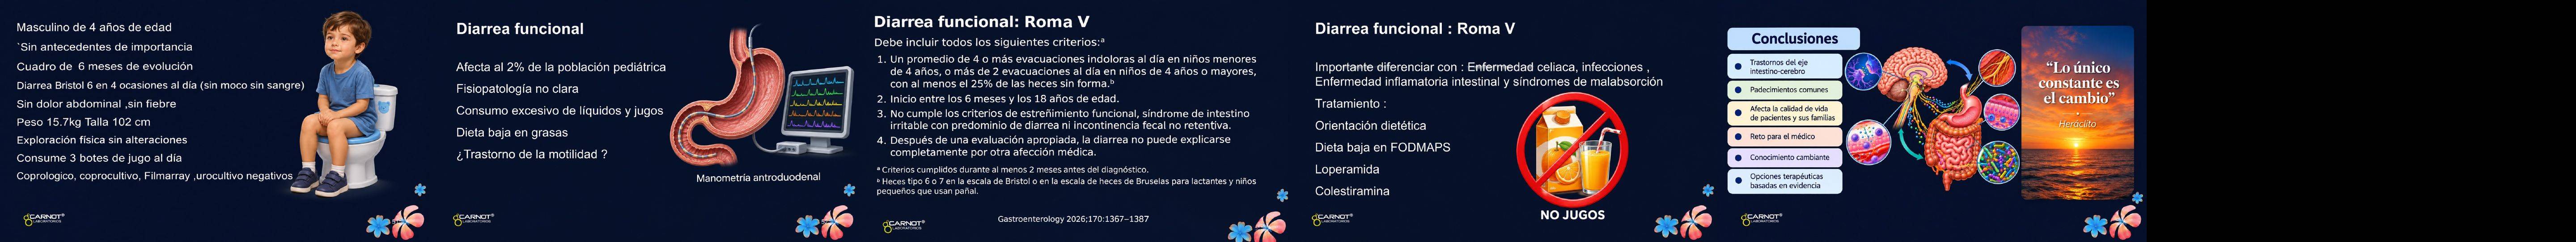 Masculino de 4 años de edad
`Sin antecedentes de importancia
Cuadro de 6 meses de evolución
Diarrea Bristol 6 en 4 ocasiones al día (sin moco sin sangre)
Sin dolor abdominal ,sin fiebre
Peso 15.7kg Talla 102 cm
Exploración física sin alteraciones
Consume 3 botes de jugo al día
Coprologico, coprocultivo, Filmarray ,urocultivo negativos
CARNOT®
LABORATORIOS
Diarrea funcional
Afecta al 2% de la población pediátrica
Fisiopatología no clara
Consumo excesivo de líquidos y jugos
Dieta baja en grasas
¿Trastorno de la motilidad ?
Manometría antroduodenal
CARNOT®
LABORATORIOS
Diarrea funcional: Roma V
Debe incluir todos los siguientes criterios:ª
1. Un promedio de 4 o más evacuaciones indoloras al día en niños menores
de 4 años, o más de 2 evacuaciones al día en niños de 4 años o mayores,
con al menos el 25% de las heces sin forma.ᵇ
2. Inicio entre los 6 meses y los 18 años de edad.
3. No cumple los criterios de estreñimiento funcional, síndrome de intestino
irritable con predominio de diarrea ni incontinencia fecal no retentiva.
4. Después de una evaluación apropiada, la diarrea no puede explicarse
completamente por otra afección médica.
ª Criterios cumplidos durante al menos 2 meses antes del diagnóstico.
ᵇ Heces tipo 6 o 7 en la escala de Bristol o en la escala de heces de Bruselas para lactantes y niños
pequeños que usan pañal.
Gastroenterology 2026;170:1367–1387
CARNOT®
LABORATORIOS
Diarrea funcional : Roma V
Importante diferenciar con : Enfermedad celiaca, infecciones ,
Enfermedad inflamatoria intestinal y síndromes de malabsorción
Tratamiento :
Orientación dietética
Dieta baja en FODMAPS
Loperamida
Colestiramina
NO JUGOS
CARNOT®
LABORATORIOS
Conclusiones
Trastornos del eje
intestino-cerebro
Padecimientos comunes
Afecta la calidad de vida
de pacientes y sus familias
Reto para el médico
Conocimiento cambiante
Opciones terapéuticas
basadas en evidencia
“Lo único
constante es
el cambio”
Heráclito
CARNOT®
LABORATORIOS